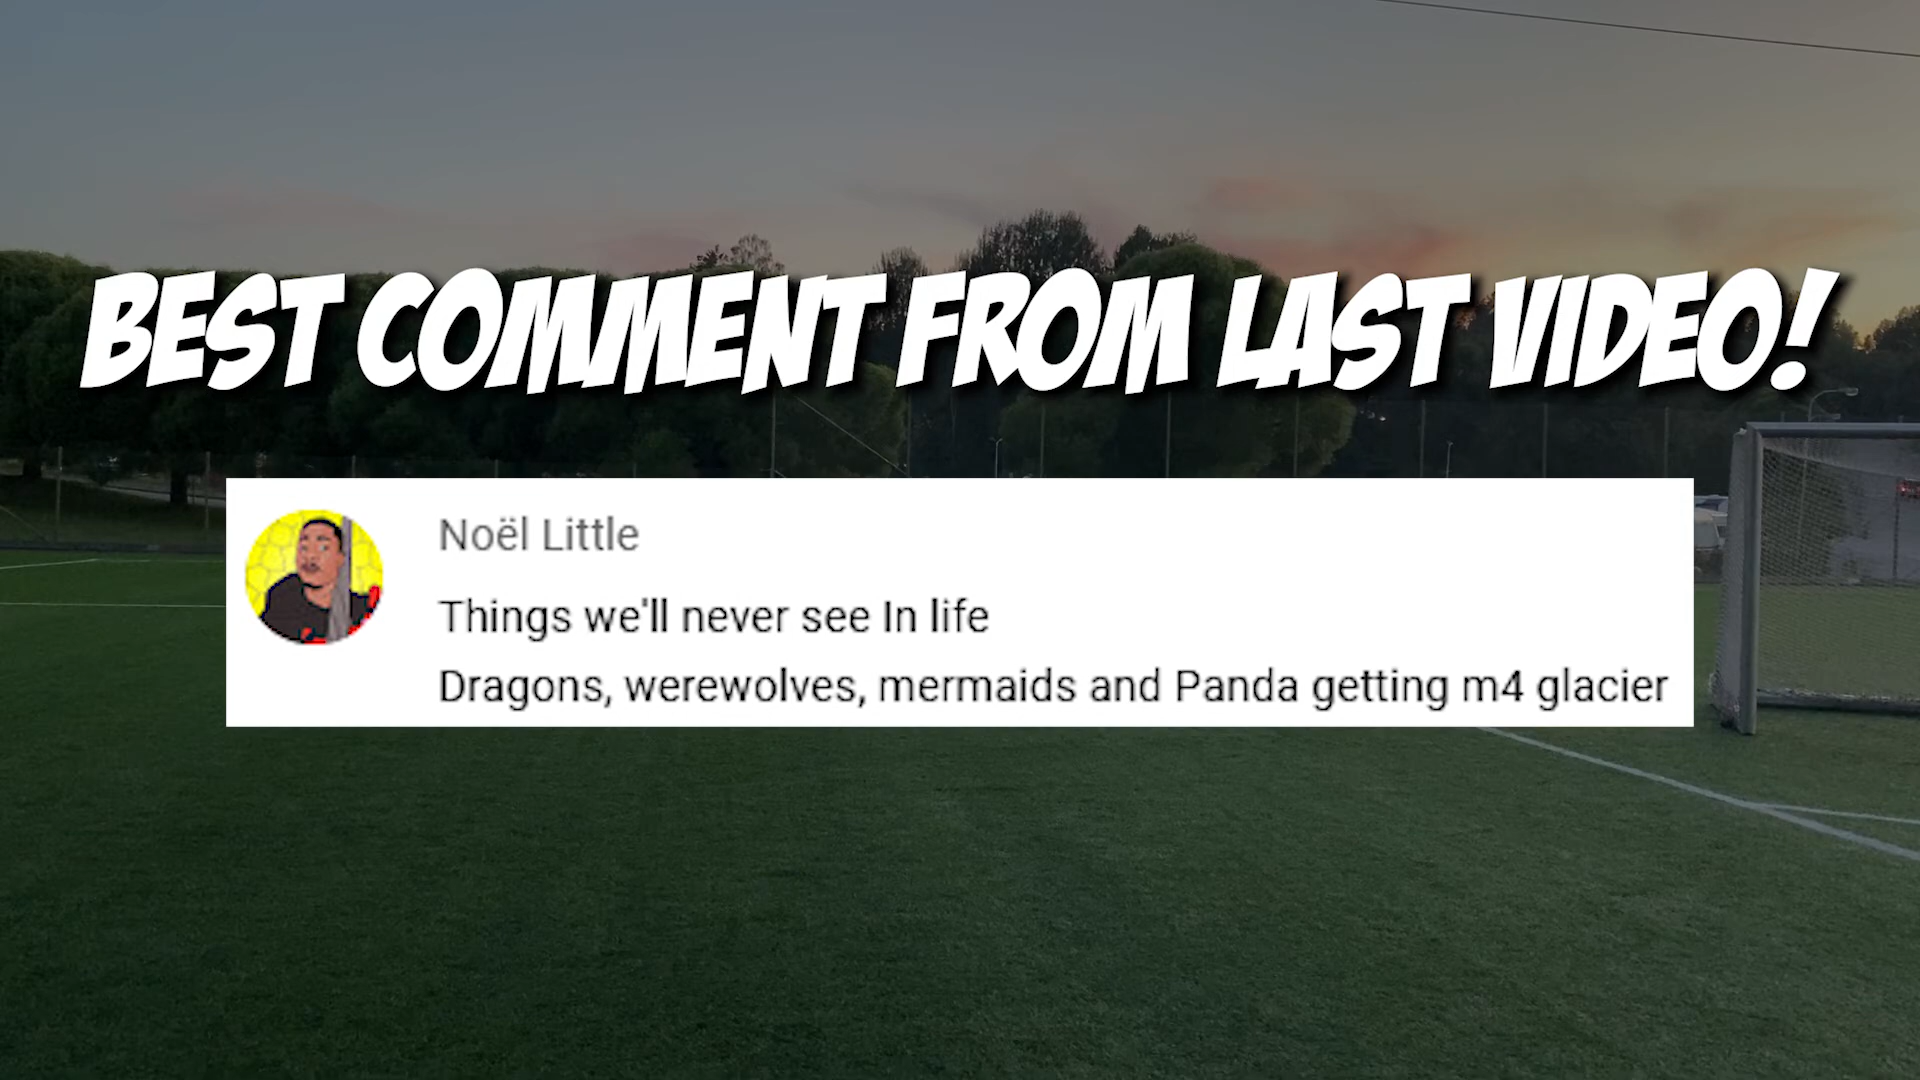 BEST COMMENT FROM LAST VIDEO!
Noël Little
Things we'll never see In life
Dragons, werewolves, mermaids and Panda getting m4 glacier